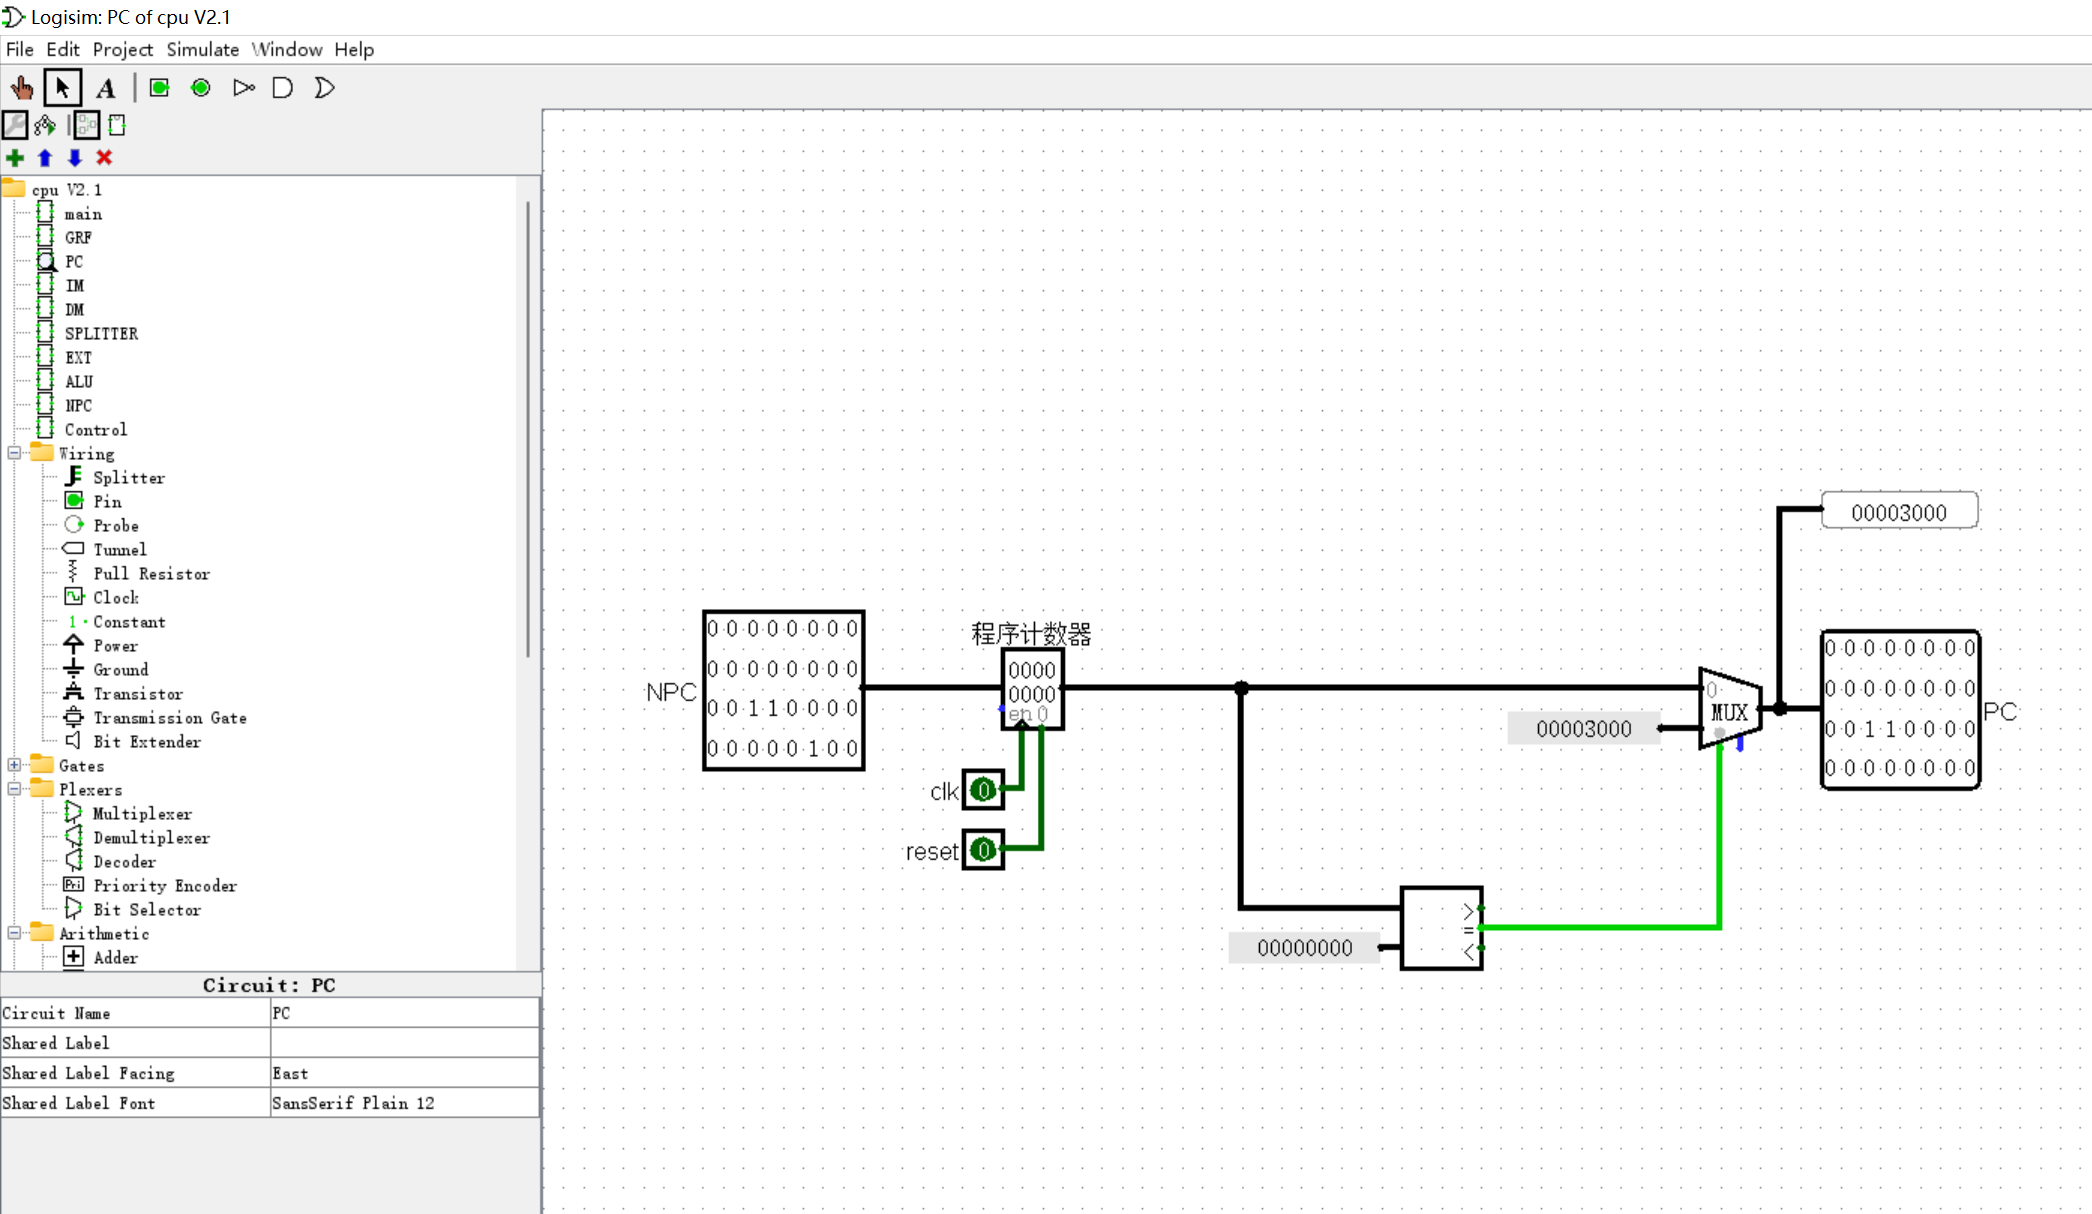 Logisim: PC of cpu V2.1
File Edit Project Simulate Window Help
A
cpu V2.1
main
GRF
PC
IM
DM
SPLITTER
EXT
ALU
NPC
Control
Wiring
Splitter
Pin
Probe
Tunnel
Pull Resistor
Clock
1 Constant
Power
Ground
Transistor
Transmission Gate
Bit Extender
Gates
Plexers
Multiplexer
Demultiplexer
Decoder
Pri Priority Encoder
Bit Selector
Arithmetic
Adder
Circuit: PC
Circuit Name PC
Shared Label
Shared Label Facing East
Shared Label Font SansSerif Plain 12
NPC
0 0 0 0 0 0 0 0
0 0 0 0 0 0 0 0
0 0 1 1 0 0 0 0
0 0 0 0 0 1 0 0
程序计数器
0000
0000
en 0
clk 0
reset 0
00000000
>
=
<
00003000
0
MUX
00003000
0 0 0 0 0 0 0 0
0 0 0 0 0 0 0 0
0 0 1 1 0 0 0 0
0 0 0 0 0 0 0 0
PC